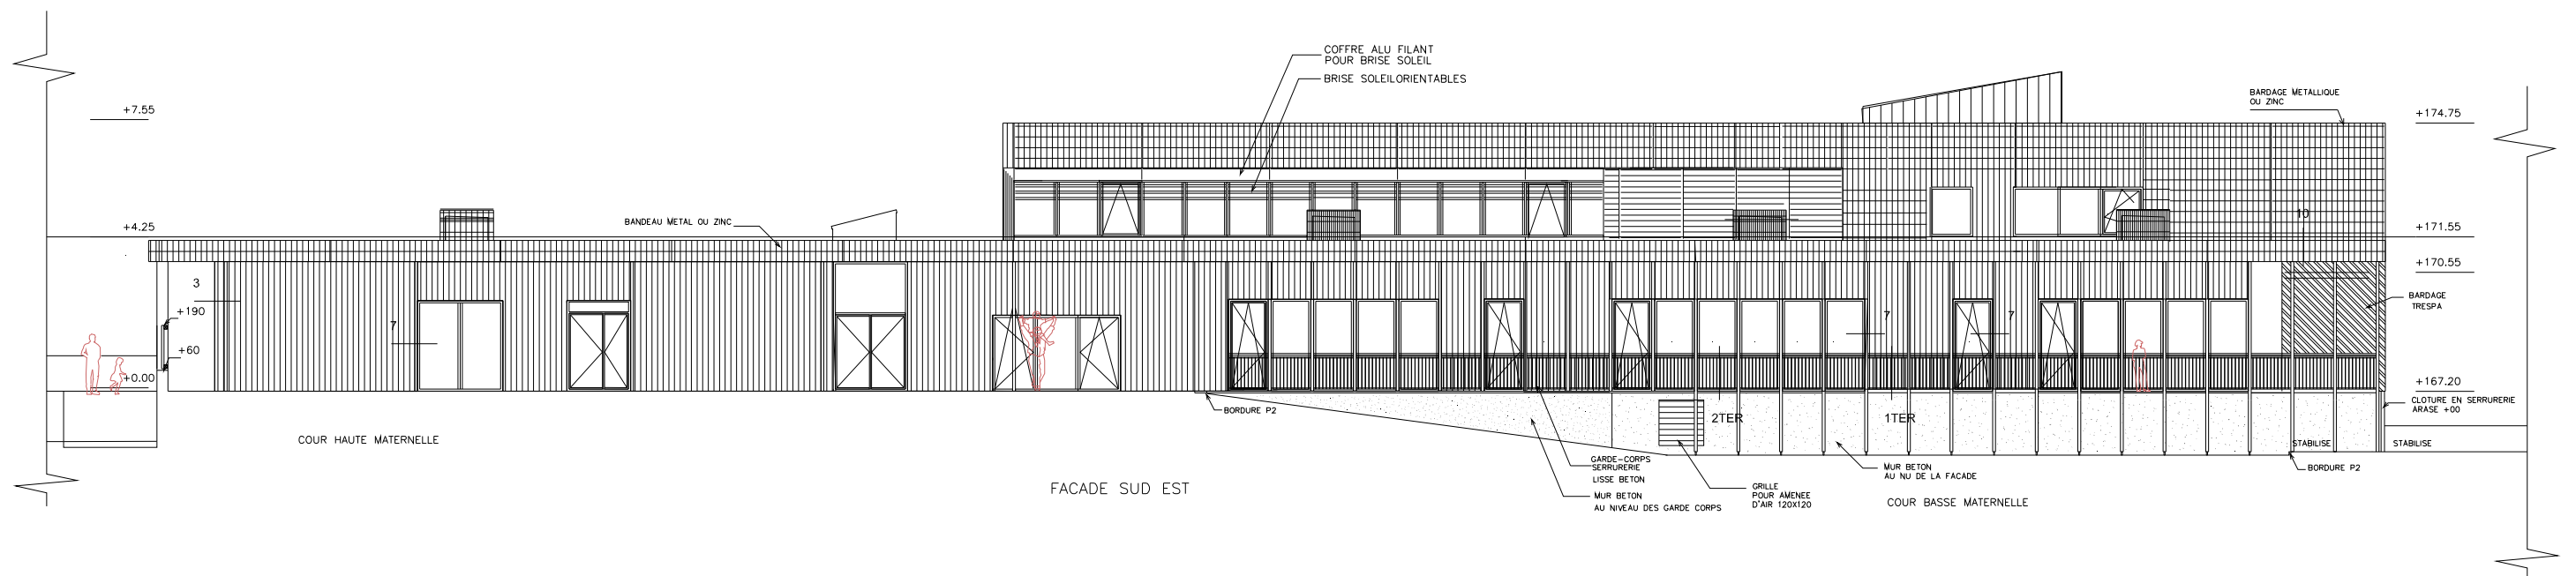 COFFRE ALU FILANT
POUR BRISE SOLEIL
BRISE SOLEILORIENTABLES
BARDAGE METALLIQUE
OU ZINC
+7.55
+174.75
BANDEAU METAL OU ZINC
+4.25
+171.55
10
+170.55
3
+190
7
7
7
BARDAGE
TRESPA
+60
+0.00
+167.20
CLOTURE EN SERRURERIE
ARASE +00
BORDURE P2
2TER
1TER
COUR HAUTE MATERNELLE
STABILISE
STABILISE
GARDE-CORPS
SERRURERIE
LISSE BETON
MUR BETON
AU NU DE LA FACADE
BORDURE P2
FACADE SUD EST
MUR BETON
AU NIVEAU DES GARDE CORPS
GRILLE
POUR AMENEE
D'AIR 120X120
COUR BASSE MATERNELLE